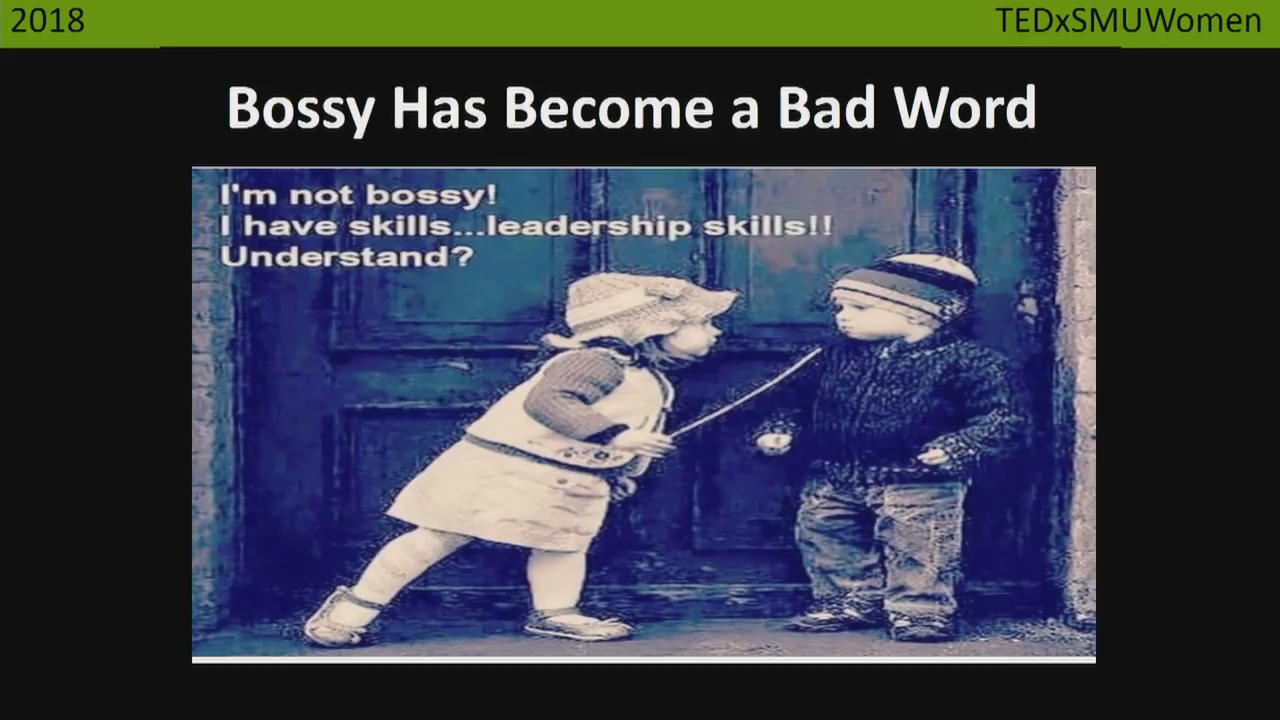 2018
TEDxSMUWomen
Bossy Has Become a Bad Word
I'm not bossy!
I have skills...leadership skills!!
Understand?